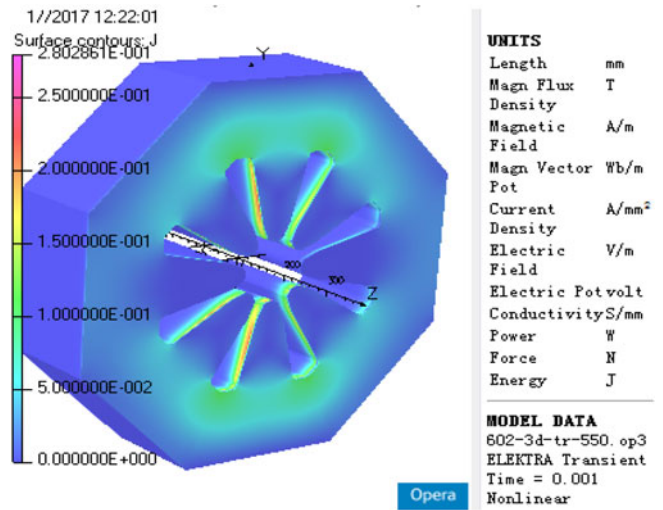 1//2017 12:22:01
Surface contours: J
2.802861E-001
2.500000E-001
2.000000E-001
1.500000E-001
1.000000E-001
5.000000E-002
0.000000E+000
Y
X
Z
200
300
UNITS
Length mm
Magn Flux T
Density
Magnetic A/m
Field
Magn Vector Wb/m
Pot
Current A/mm²
Density
Electric V/m
Field
Electric Pot volt
Conductivity S/mm
Power W
Force N
Energy J
MODEL DATA
602-3d-tr-550.op3
ELEKTRA Transient
Time = 0.001
Nonlinear
Opera